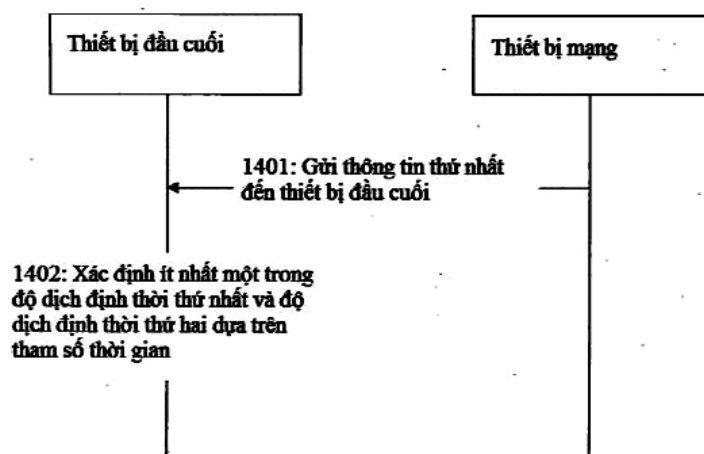 Thiết bị đầu cuối
Thiết bị mạng
1401: Gửi thông tin thứ nhất
đến thiết bị đầu cuối
1402: Xác định ít nhất một trong
độ dịch định thời thứ nhất và độ
dịch định thời thứ hai dựa trên
tham số thời gian